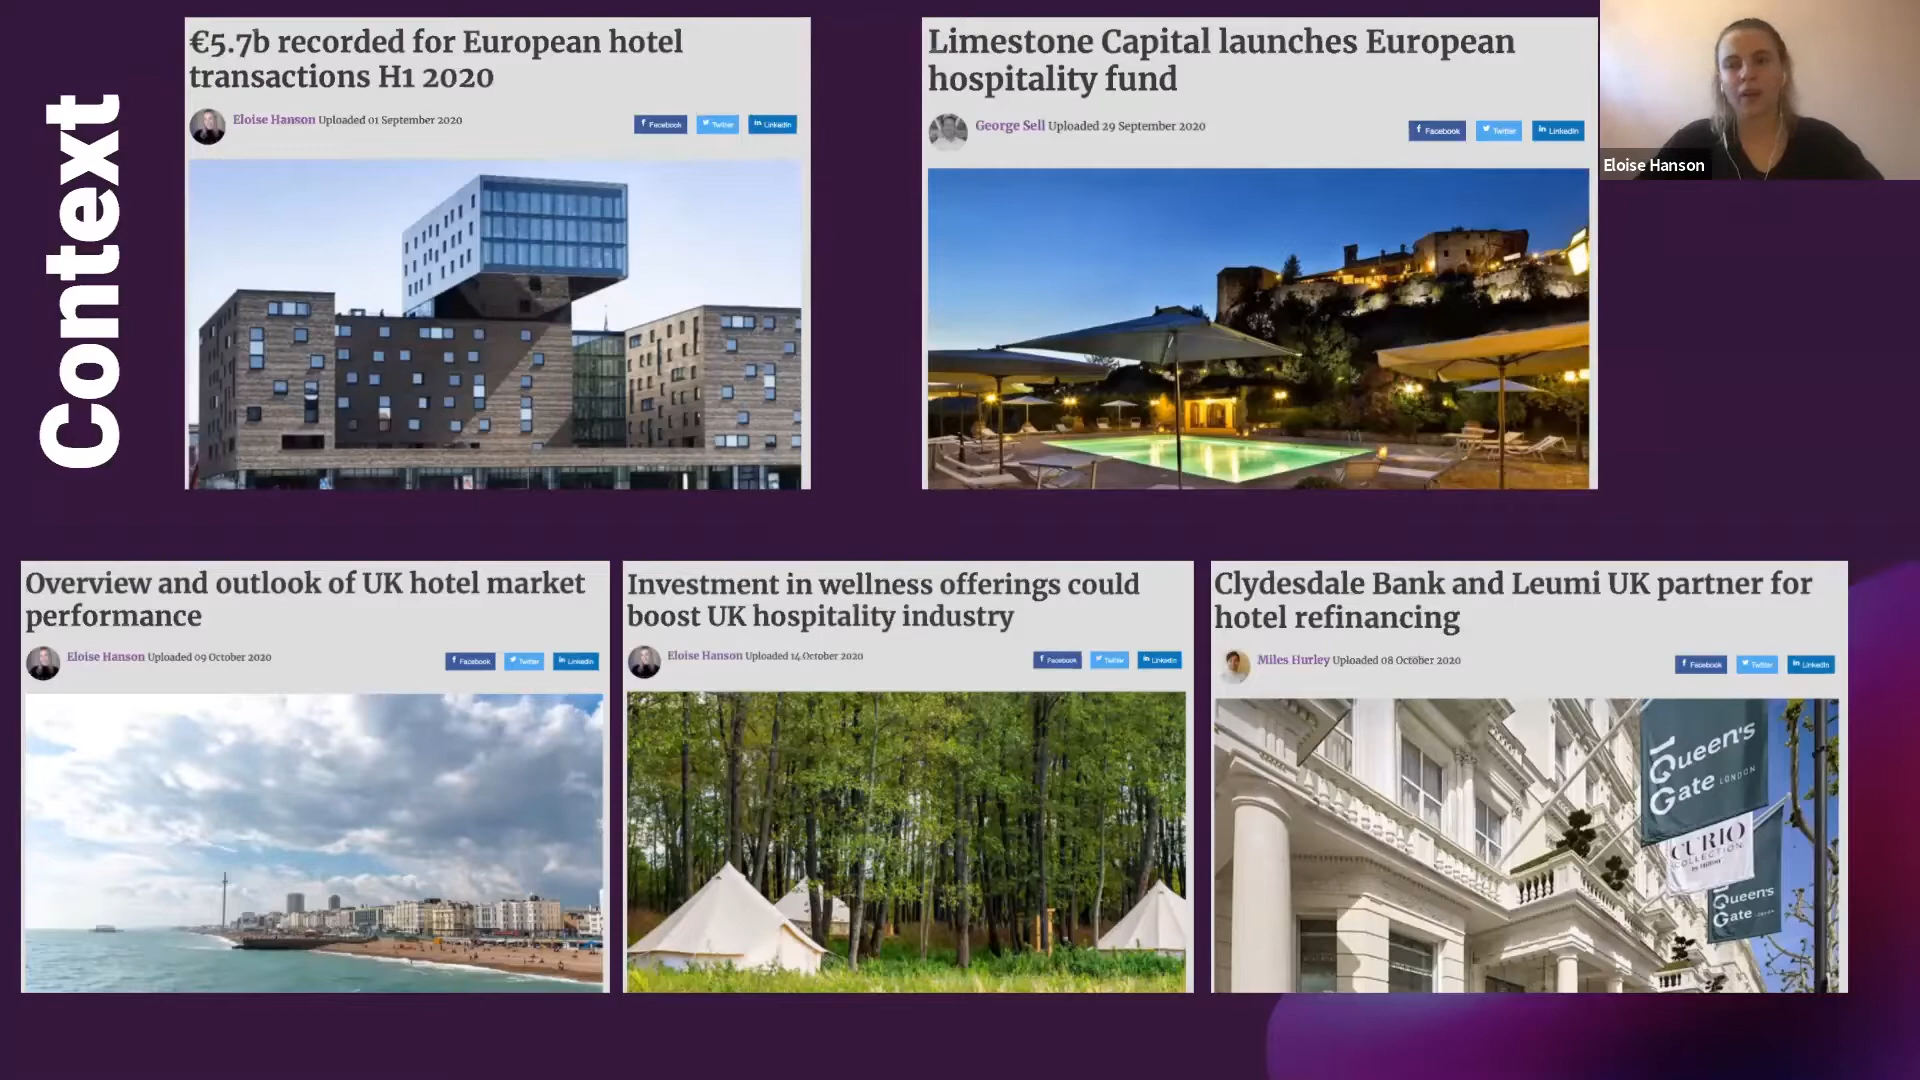 Context
€5.7b recorded for European hotel
transactions H1 2020
Eloise Hanson Uploaded 01 September 2020
Facebook
Twitter
LinkedIn
Limestone Capital launches European
hospitality fund
George Sell Uploaded 29 September 2020
Facebook
Twitter
LinkedIn
Eloise Hanson
Overview and outlook of UK hotel market
performance
Eloise Hanson Uploaded 09 October 2020
Facebook
Twitter
LinkedIn
Investment in wellness offerings could
boost UK hospitality industry
Eloise Hanson Uploaded 14 October 2020
Facebook
Twitter
LinkedIn
Clydesdale Bank and Leumi UK partner for
hotel refinancing
Miles Hurley Uploaded 08 October 2020
Facebook
Twitter
LinkedIn
Queen's
Gate LONDON
CURIO
COLLECTION
by Hilton
Queen's
Gate